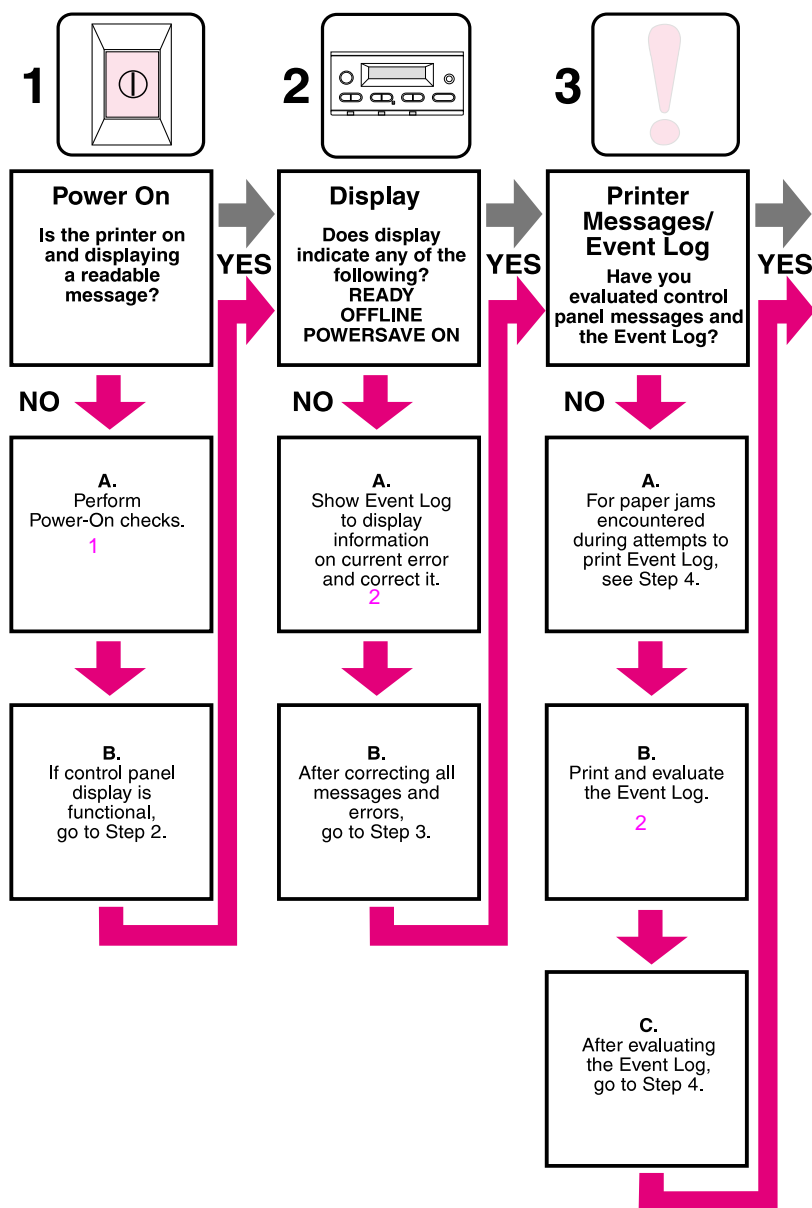 1
2
3
Power On
Is the printer on
and displaying
a readable
message?
YES
NO
A.
Perform
Power-On checks.
1
B.
If control panel
display is
functional,
go to Step 2.
Display
Does display
indicate any of the
following?
READY
OFFLINE
POWERSAVE ON
YES
NO
A.
Show Event Log
to display
information
on current error
and correct it.
2
B.
After correcting all
messages and
errors,
go to Step 3.
Printer
Messages/
Event Log
Have you
evaluated control
panel messages and
the Event Log?
YES
NO
A.
For paper jams
encountered
during attempts to
print Event Log,
see Step 4.
B.
Print and evaluate
the Event Log.
2
C.
After evaluating
the Event Log,
go to Step 4.